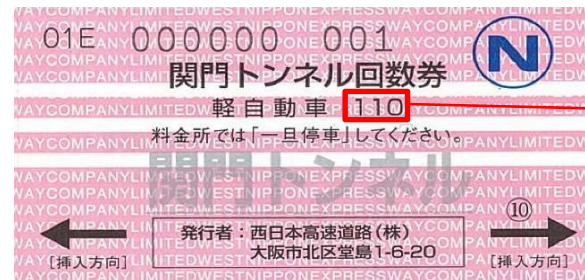 01E 000000 001
N
関門トンネル回数券
軽自動車 110
料金所では「一旦停車」してください。
関門トンネル
⑩
発行者：西日本高速道路(株)
大阪市北区堂島1-6-20
[挿入方向]
[挿入方向]
WAYCOMPANYLIMITEDWESTNIPPONEXPRESSWAYCOMPANYLIMITEDW